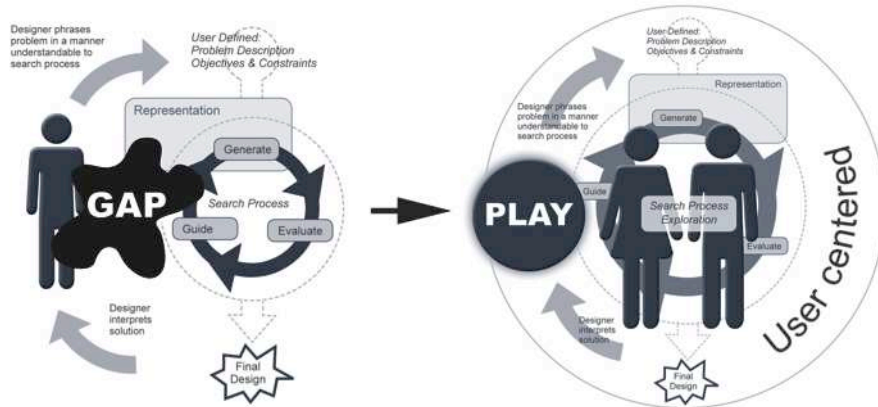 Designer phrases
problem in a manner
understandable to
search process
User Defined:
Problem Description
Objectives & Constraints
Representation
Generate
GAP
Search Process
Guide
Evaluate
Designer
interprets
solution
Final
Design
User Defined:
Problem Description
Objectives & Constraints
Representation
Designer phrases
problem in a manner
understandable to
search process
Generate
PLAY
Guide
Search Process
Exploration
Evaluate
User centered
Designer
interprets
solution
Final
Design